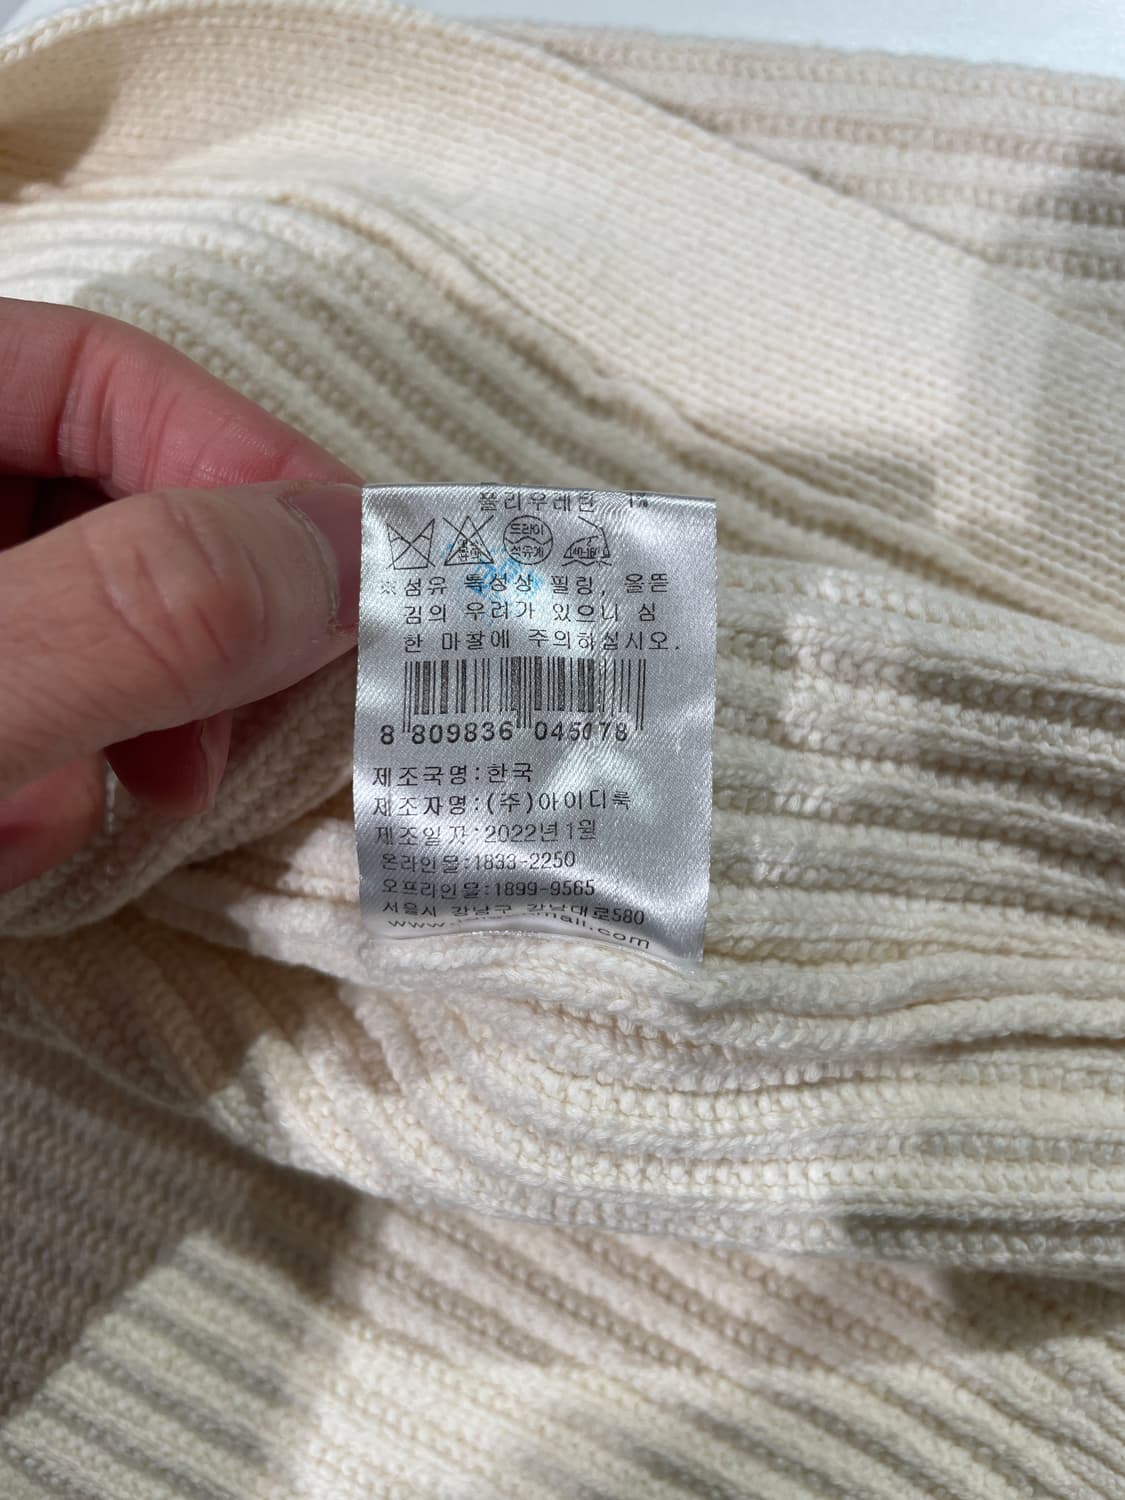 폴리우레탄 1%
드라이
석유계
※섬유 특성상 필링, 올뜯
김의 우려가 있으니 심
한 마찰에 주의하십시오.
8 809836 045078
제조국명:한국
제조자명:(주)아이디룩
제조일자:2022년1월
온라인몰:1833-2250
오프라인몰:1899-9565
서울시 강남구 강남대로580